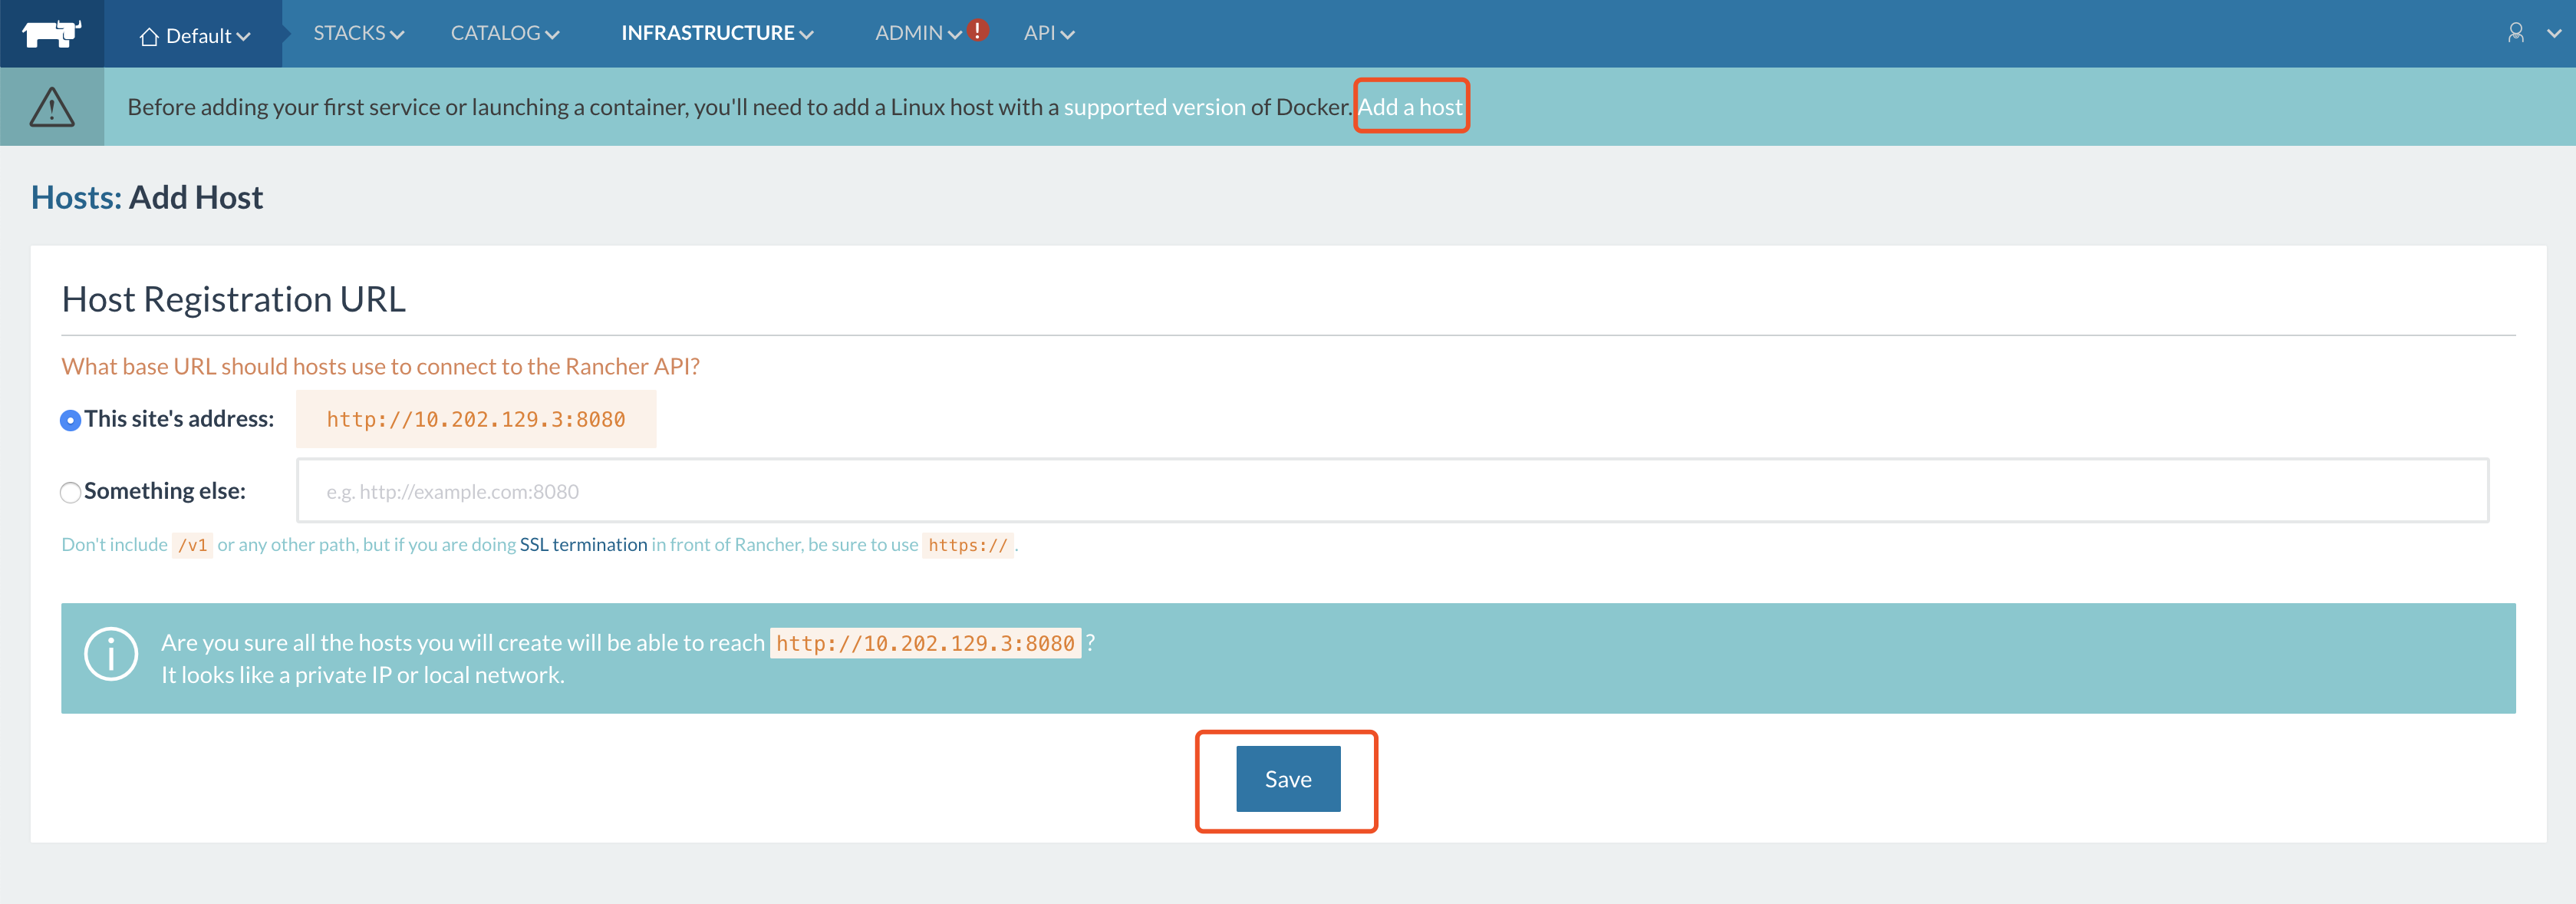 Default STACKS CATALOG INFRASTRUCTURE ADMIN ! API
Before adding your first service or launching a container, you'll need to add a Linux host with a supported version of Docker. Add a host
Hosts: Add Host
Host Registration URL
What base URL should hosts use to connect to the Rancher API?
This site's address: http://10.202.129.3:8080
Something else: e.g. http://example.com:8080
Don't include /v1 or any other path, but if you are doing SSL termination in front of Rancher, be sure to use https:// .
Are you sure all the hosts you will create will be able to reach http://10.202.129.3:8080 ?
It looks like a private IP or local network.
Save